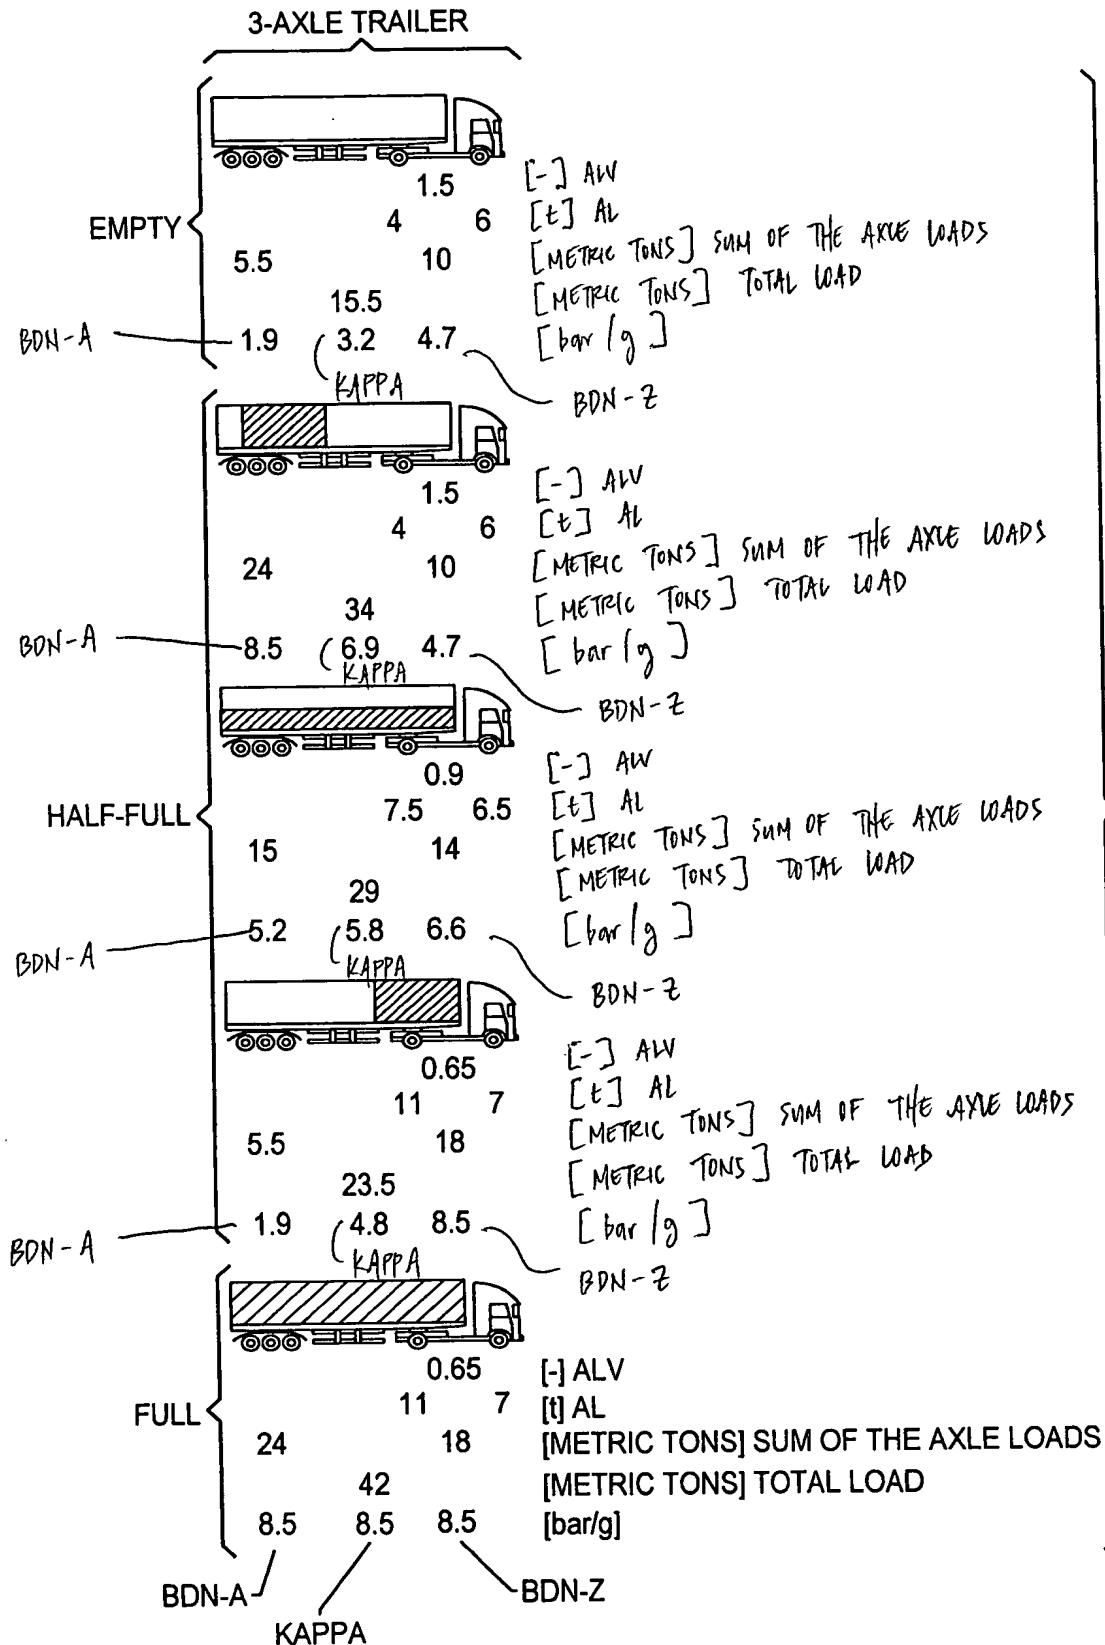 3-AXLE TRAILER
EMPTY
1.5 [-] ALV
4 6 [t] AL
5.5 10 [METRIC TONS] SUM OF THE AXLE LOADS
15.5 [METRIC TONS] TOTAL LOAD
BDN-A 1.9 3.2 4.7 [bar/g]
KAPPA BDN-Z
1.5 [-] ALV
4 6 [t] AL
24 10 [METRIC TONS] SUM OF THE AXLE LOADS
34 [METRIC TONS] TOTAL LOAD
BDN-A 8.5 6.9 4.7 [bar/g]
KAPPA BDN-Z
HALF-FULL
0.9 [-] ALV
7.5 6.5 [t] AL
15 14 [METRIC TONS] SUM OF THE AXLE LOADS
29 [METRIC TONS] TOTAL LOAD
BDN-A 5.2 5.8 6.6 [bar/g]
KAPPA BDN-Z
0.65 [-] ALV
11 7 [t] AL
5.5 18 [METRIC TONS] SUM OF THE AXLE LOADS
23.5 [METRIC TONS] TOTAL LOAD
BDN-A 1.9 4.8 8.5 [bar/g]
KAPPA BDN-Z
FULL
0.65 [-] ALV
11 7 [t] AL
24 18 [METRIC TONS] SUM OF THE AXLE LOADS
42 [METRIC TONS] TOTAL LOAD
8.5 8.5 8.5 [bar/g]
BDN-A BDN-Z
KAPPA